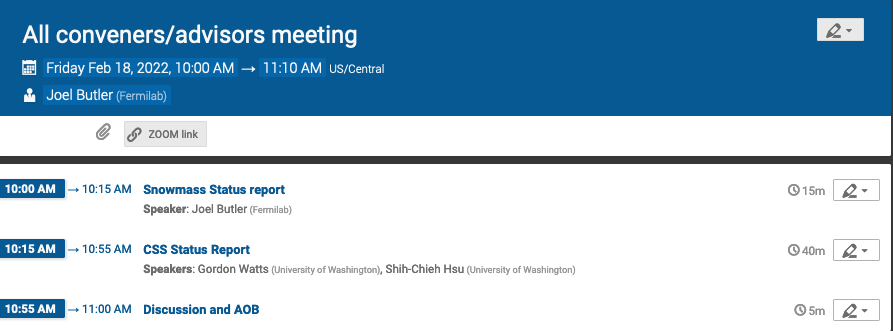 All conveners/advisors meeting
Friday Feb 18, 2022, 10:00 AM → 11:10 AM US/Central
Joel Butler (Fermilab)
ZOOM link
10:00 AM → 10:15 AM Snowmass Status report 15m
Speaker: Joel Butler (Fermilab)
10:15 AM → 10:55 AM CSS Status Report 40m
Speakers: Gordon Watts (University of Washington), Shih-Chieh Hsu (University of Washington)
10:55 AM → 11:00 AM Discussion and AOB 5m